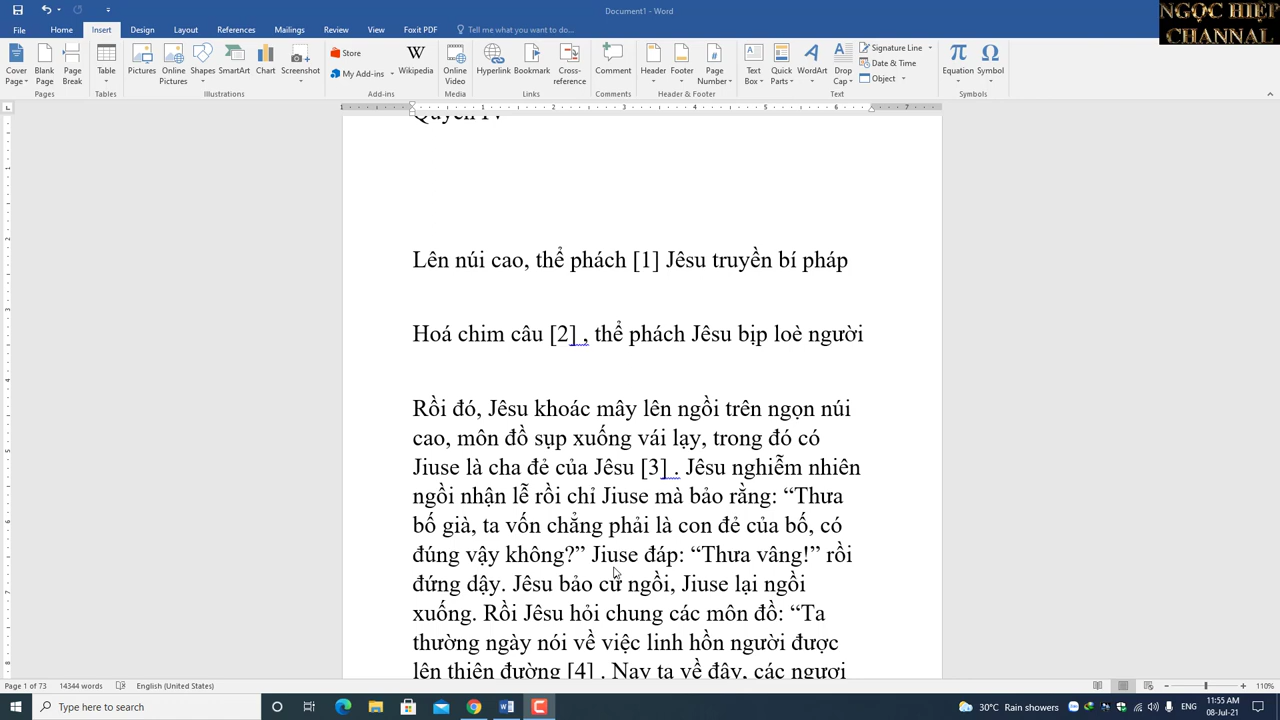 Document1 - Word
NGỌC HIỆP
CHANNAL
File Home Insert Design Layout References Mailings Review View Foxit PDF Tell me what you want to do...
Cover Page Blank Page Page Break Table Pictures Online Pictures Shapes SmartArt Chart Screenshot Store My Add-ins Wikipedia Online Video Hyperlink Bookmark Cross-reference Comment Header Footer Page Number Text Box Quick Parts WordArt Drop Cap Signature Line Date & Time Object Equation Symbol
Pages Tables Illustrations Add-ins Media Links Comments Header & Footer Text Symbols
1 1 2 3 4 5 6 7
Quyển IV
Lên núi cao, thể phách [1] Jêsu truyền bí pháp
Hoá chim câu [2] , thể phách Jêsu bịp loè người
Rồi đó, Jêsu khoác mây lên ngồi trên ngọn núi
cao, môn đồ sụp xuống vái lạy, trong đó có
Jiuse là cha đẻ của Jêsu [3] . Jêsu nghiễm nhiên
ngồi nhận lễ rồi chỉ Jiuse mà bảo rằng: “Thưa
bố già, ta vốn chẳng phải là con đẻ của bố, có
đúng vậy không?” Jiuse đáp: “Thưa vâng!” rồi
đứng dậy. Jêsu bảo cứ ngồi, Jiuse lại ngồi
xuống. Rồi Jêsu hỏi chung các môn đồ: “Ta
thường ngày nói về việc linh hồn người được
lên thiên đường [4] . Nay ta về đây, các ngươi
Page 1 of 73 14344 words English (United States) 110%
Type here to search 30°C Rain showers 11:55 AM
08-Jul-21